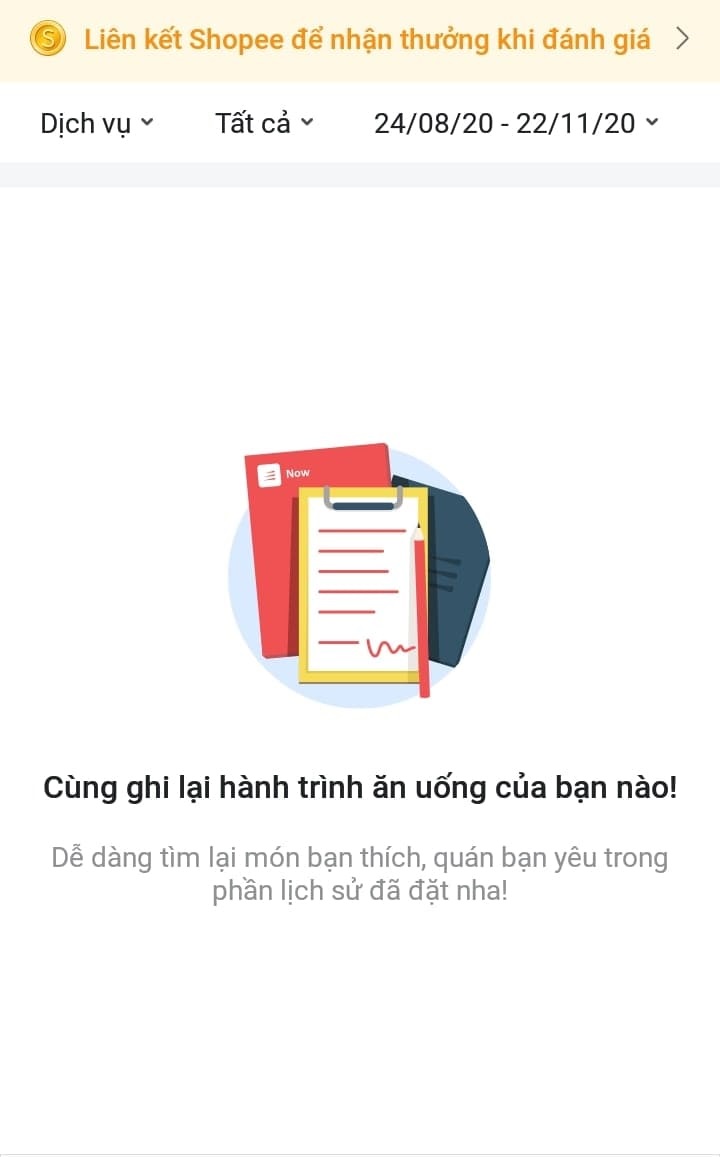 Liên kết Shopee để nhận thưởng khi đánh giá
Dịch vụ Tất cả 24/08/20 - 22/11/20
Now
Cùng ghi lại hành trình ăn uống của bạn nào!
Dễ dàng tìm lại món bạn thích, quán bạn yêu trong
phần lịch sử đã đặt nha!